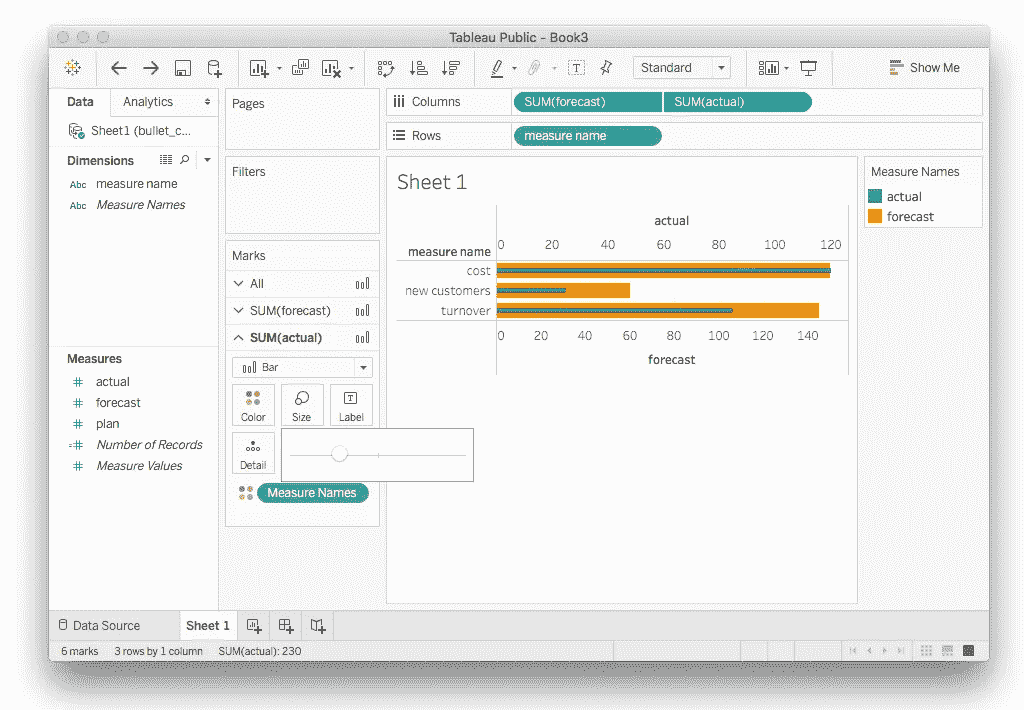 Tableau Public - Book3
Standard
Show Me
Data
Analytics
Sheet1 (bullet_c...
Dimensions
Abc measure name
Abc Measure Names
Measures
# actual
# forecast
# plan
=# Number of Records
# Measure Values
Pages
Filters
Marks
All
SUM(forecast)
SUM(actual)
Bar
Color
Size
T
Label
Detail
Measure Names
Columns
SUM(forecast)
SUM(actual)
Rows
measure name
Sheet 1
actual
measure name
0 20 40 60 80 100 120
cost
new customers
turnover
0 20 40 60 80 100 120 140
forecast
Measure Names
actual
forecast
Data Source
Sheet 1
6 marks
3 rows by 1 column
SUM(actual): 230